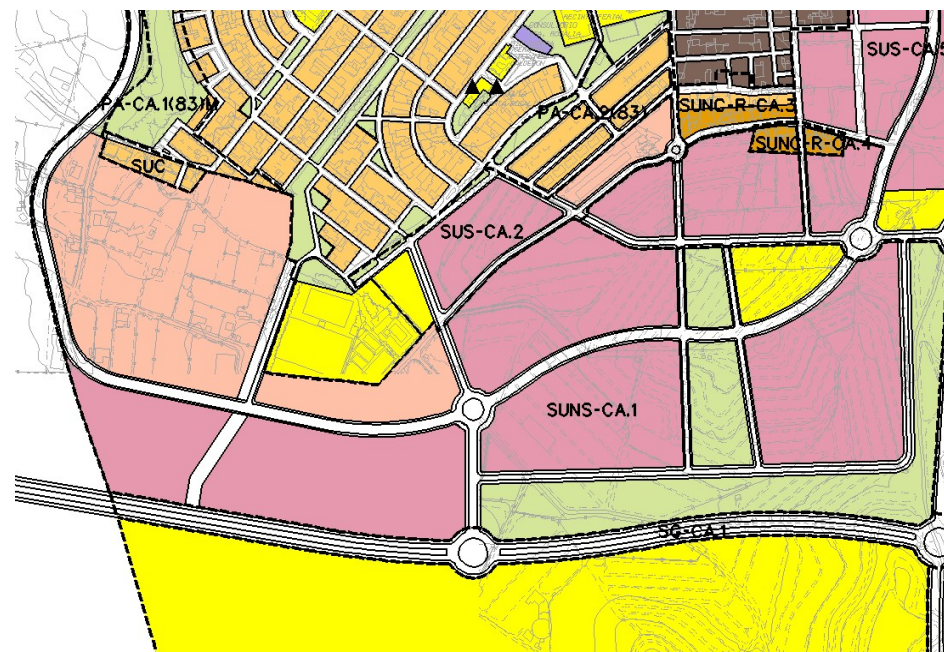 SUS-CA.5
PA-CA.1(83)M
PA-CA.2(83)
SUNC-R-CA.3
SUNC-R-CA.4
SUC
SUS-CA.2
SUNS-CA.1
SG-CA.1